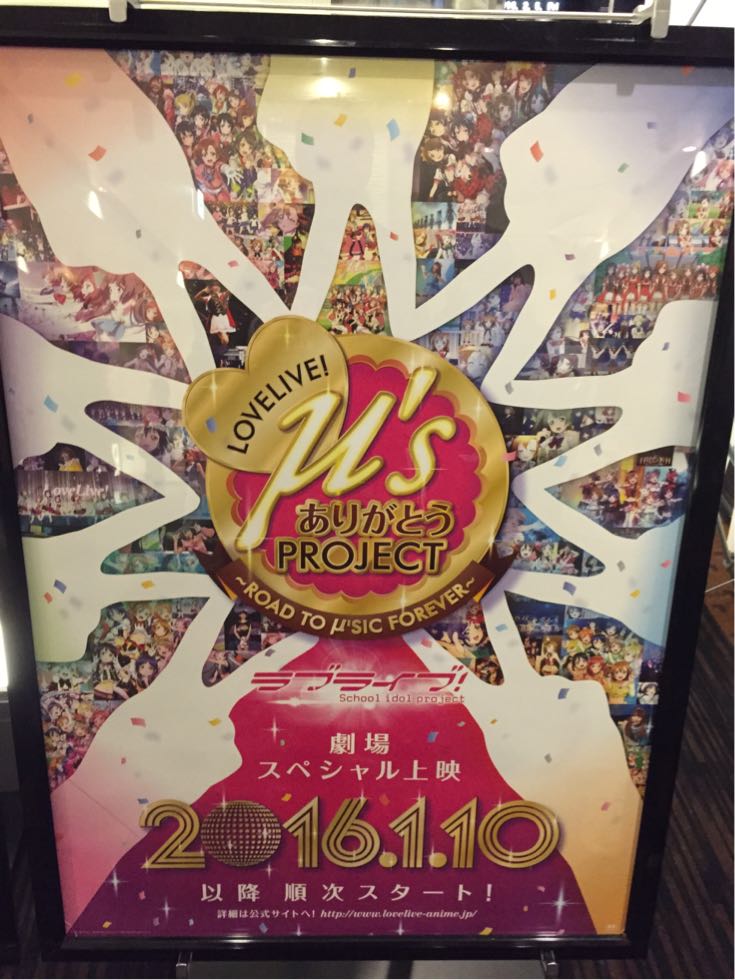 LOVELIVE!
μ's
ありがとう
PROJECT
~ROAD TO μ'SIC FOREVER~
ラブライブ!
School idol project
劇場
スペシャル上映
2016.1.10
以降 順次スタート!
詳細は公式サイトへ! http://www.lovelive-anime.jp/
LoveLive!